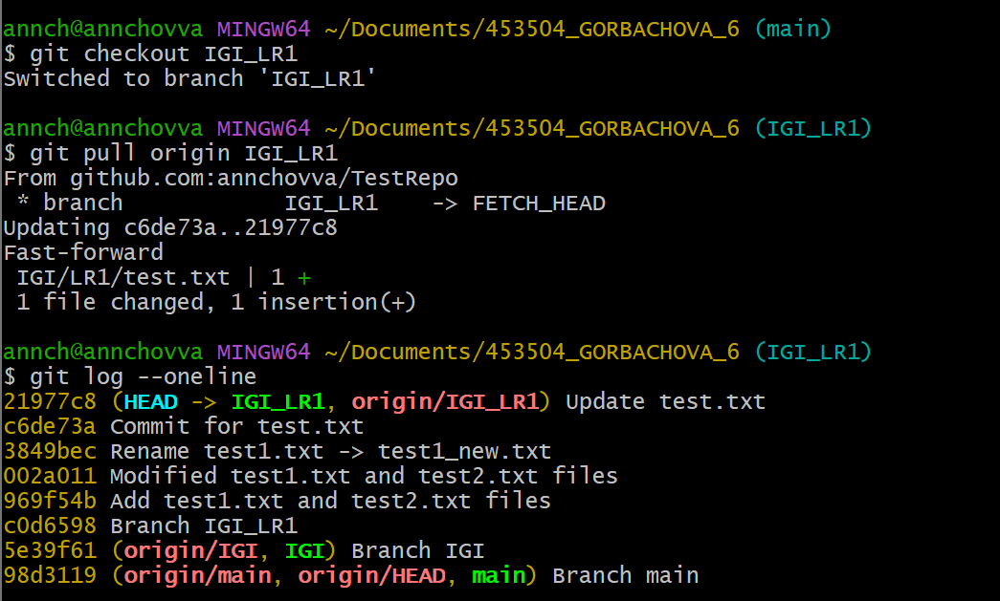 annch@annchovva MINGW64 ~/Documents/453504_GORBACHOVA_6 (main)
$ git checkout IGI_LR1
Switched to branch 'IGI_LR1'

annch@annchovva MINGW64 ~/Documents/453504_GORBACHOVA_6 (IGI_LR1)
$ git pull origin IGI_LR1
From github.com:annchovva/TestRepo
 * branch            IGI_LR1    -> FETCH_HEAD
Updating c6de73a..21977c8
Fast-forward
 IGI/LR1/test.txt | 1 +
 1 file changed, 1 insertion(+)

annch@annchovva MINGW64 ~/Documents/453504_GORBACHOVA_6 (IGI_LR1)
$ git log --oneline
21977c8 (HEAD -> IGI_LR1, origin/IGI_LR1) Update test.txt
c6de73a Commit for test.txt
3849bec Rename test1.txt -> test1_new.txt
002a011 Modified test1.txt and test2.txt files
969f54b Add test1.txt and test2.txt files
c0d6598 Branch IGI_LR1
5e39f61 (origin/IGI, IGI) Branch IGI
98d3119 (origin/main, origin/HEAD, main) Branch main